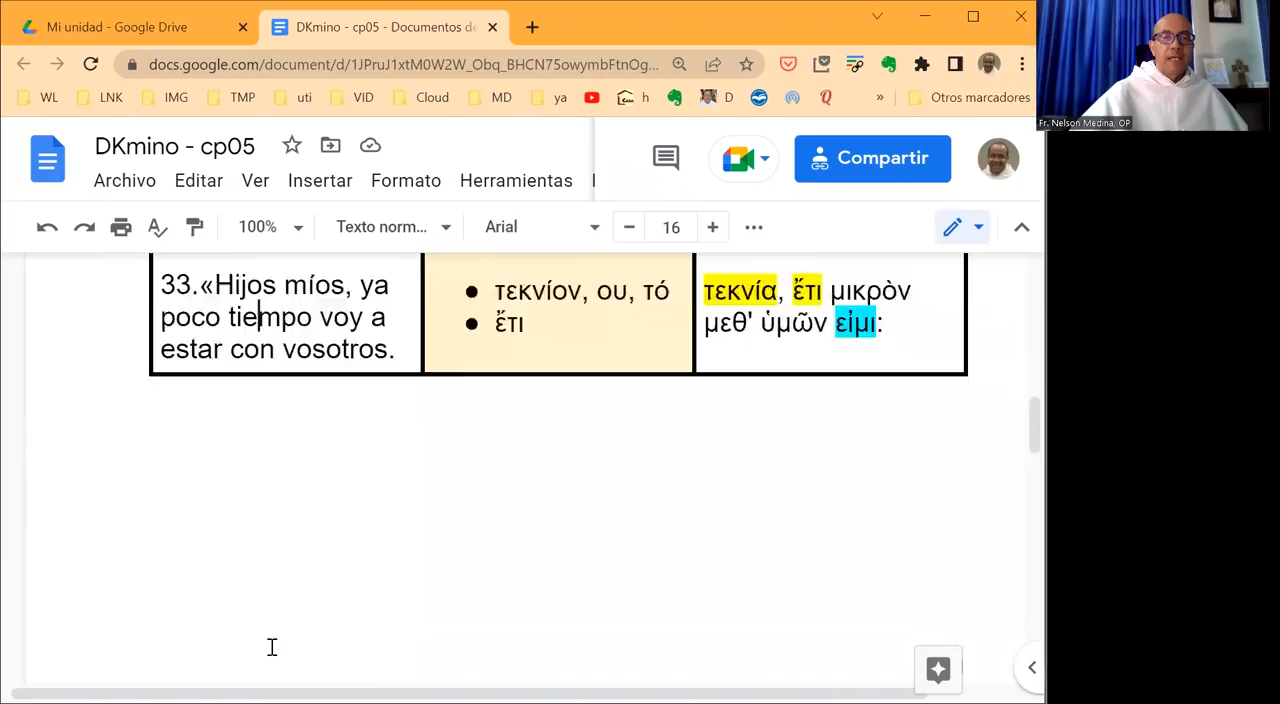 Mi unidad - Google Drive
DKmino - cp05 - Documentos de
docs.google.com/document/d/1JPruJ1xtM0W2W_Obq_BHCN75owymbFtnOg...
WL LNK IMG TMP uti VID Cloud MD ya h D » Otros marcadores
Fr. Nelson Medina, OP
DKmino - cp05
Compartir
Archivo Editar Ver Insertar Formato Herramientas
100% Texto norm... Arial 16
33.«Hijos míos, ya
poco tiempo voy a
estar con vosotros.
τεκνίον, ου, τό
ἔτι
τεκνία, ἔτι μικρὸν
μεθ' ὑμῶν εἰμι: